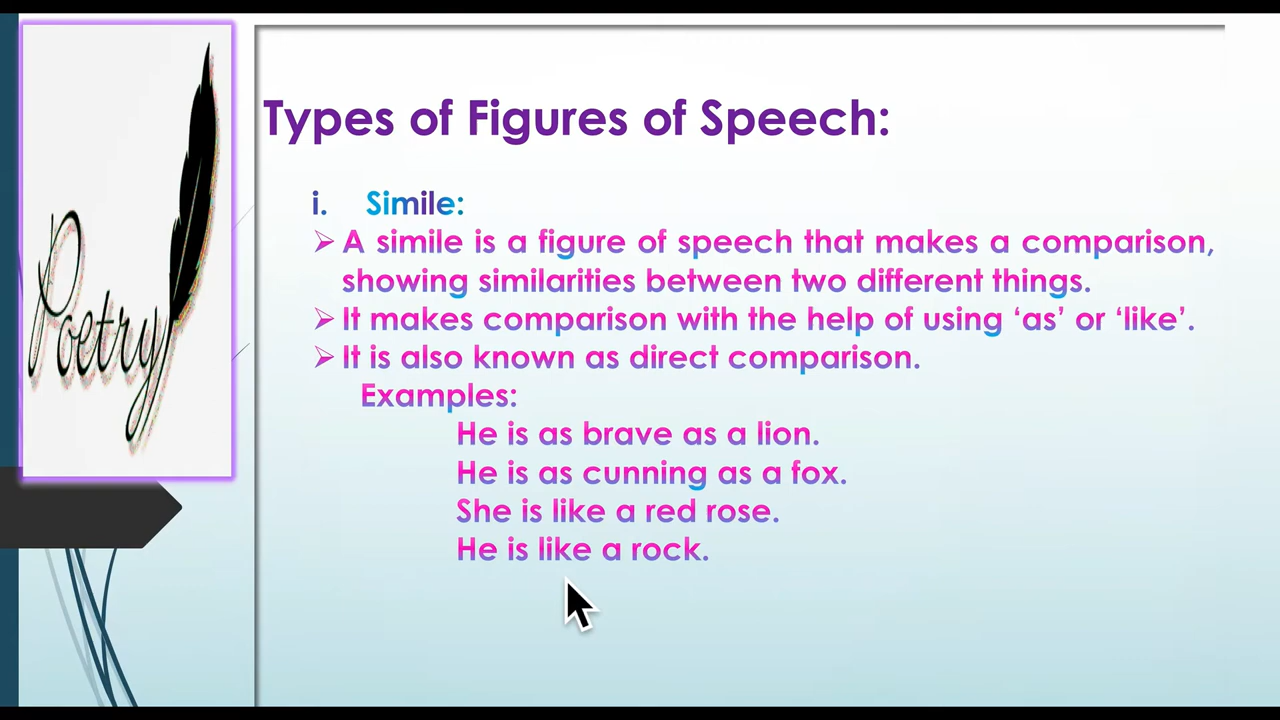 Poetry
Types of Figures of Speech:
i. Simile:
➢ A simile is a figure of speech that makes a comparison,
showing similarities between two different things.
➢ It makes comparison with the help of using ‘as’ or ‘like’.
➢ It is also known as direct comparison.
Examples:
He is as brave as a lion.
He is as cunning as a fox.
She is like a red rose.
He is like a rock.